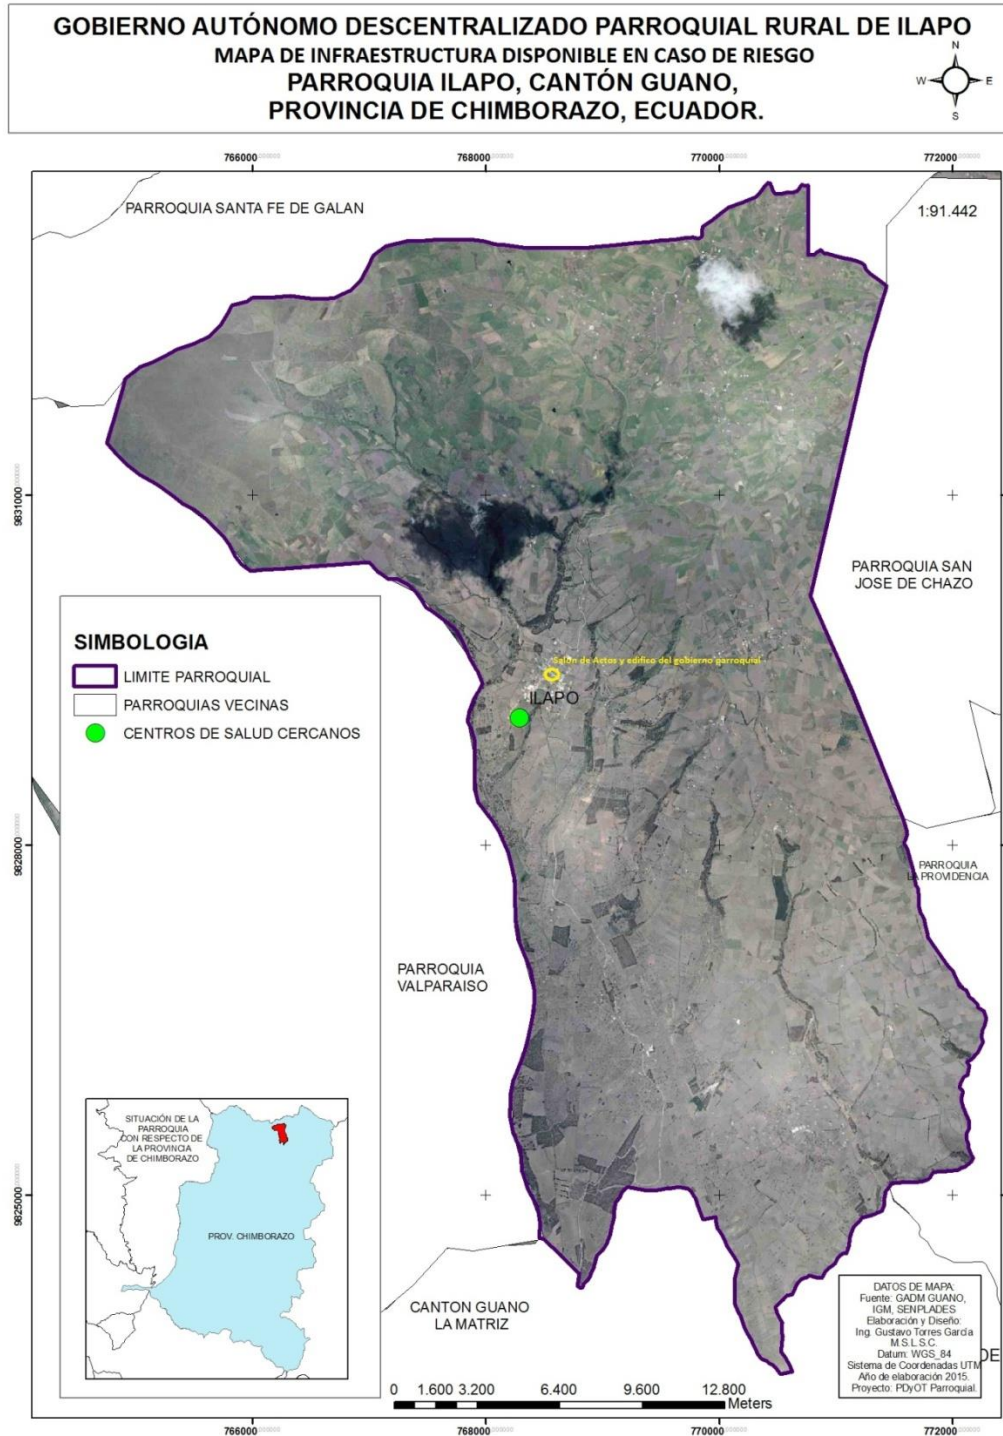 GOBIERNO AUTÓNOMO DESCENTRALIZADO PARROQUIAL RURAL DE ILAPO
MAPA DE INFRAESTRUCTURA DISPONIBLE EN CASO DE RIESGO
PARROQUIA ILAPO, CANTÓN GUANO,
PROVINCIA DE CHIMBORAZO, ECUADOR.
N
W E
S
766000 768000 770000 772000
PARROQUIA SANTA FE DE GALAN
1:91.442
9831000
PARROQUIA SAN
JOSE DE CHAZO
SIMBOLOGIA
LIMITE PARROQUIAL
PARROQUIAS VECINAS
CENTROS DE SALUD CERCANOS
Salón de Actos y edifico del gobierno parroquial
ILAPO
9828000
PARROQUIA
LA PROVIDENCIA
PARROQUIA
VALPARAISO
SITUACIÓN DE LA
PARROQUIA
CON RESPECTO DE
LA PROVINCIA
DE CHIMBORAZO
PROV. CHIMBORAZO
9825000
CANTON GUANO
LA MATRIZ
DATOS DE MAPA:
Fuente: GADM GUANO,
IGM, SENPLADES
Elaboración y Diseño:
Ing. Gustavo Torres García
M.S.L.S.C.
Datum: WGS_84
Sistema de Coordenadas UTM
Año de elaboración 2015.
Proyecto: PDyOT Parroquial.
DE
0 1.600 3.200 6.400 9.600 12.800
Meters
766000 768000 770000 772000